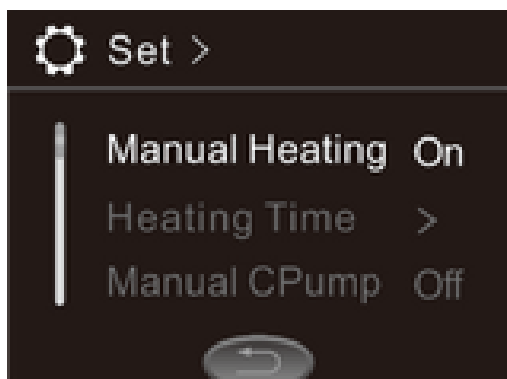 Set >
Manual Heating On
Heating Time >
Manual CPump Off